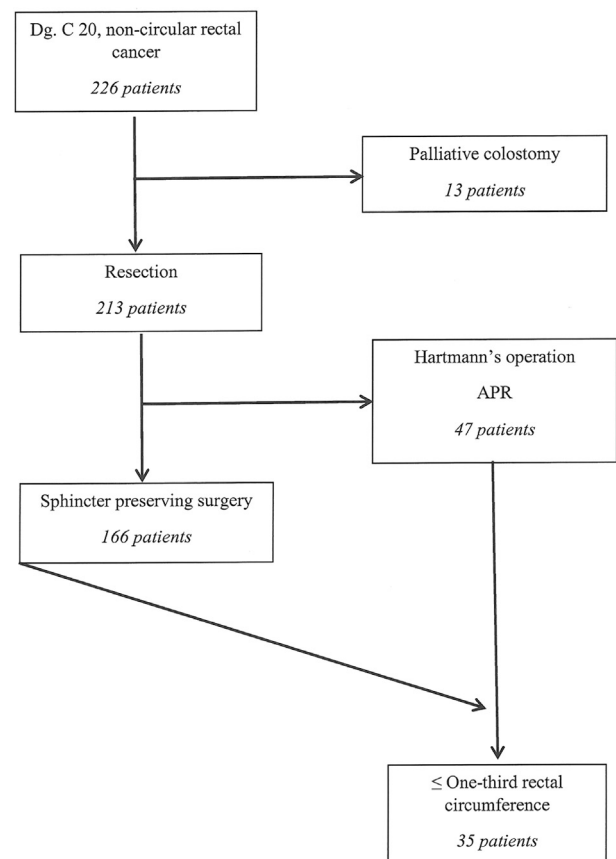 Dg. C 20, non-circular rectal
cancer
226 patients
Palliative colostomy
13 patients
Resection
213 patients
Hartmann’s operation
APR
47 patients
Sphincter preserving surgery
166 patients
≤ One-third rectal
circumference
35 patients